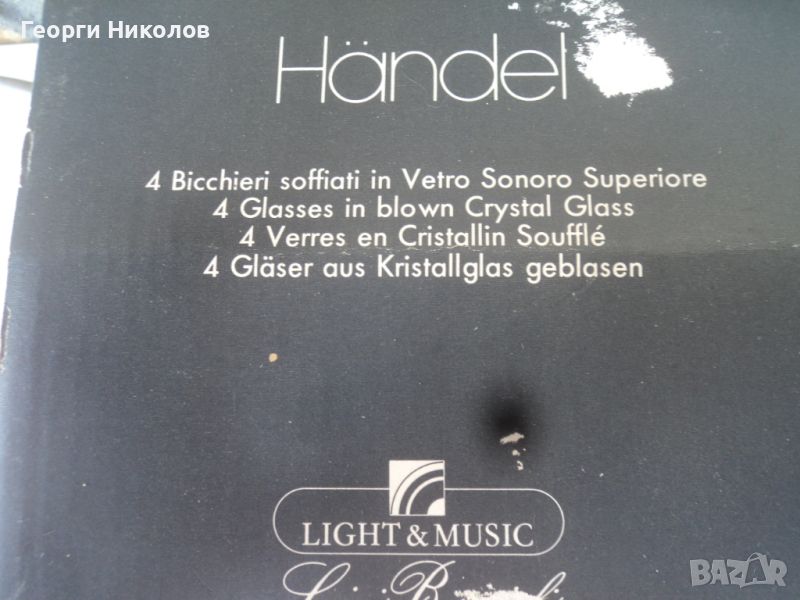 Георги Николов
Händel
4 Bicchieri soffiati in Vetro Sonoro Superiore
4 Glasses in blown Crystal Glass
4 Verres en Cristallin Soufflé
4 Gläser aus Kristallglas geblasen
LIGHT & MUSIC
BAZAR